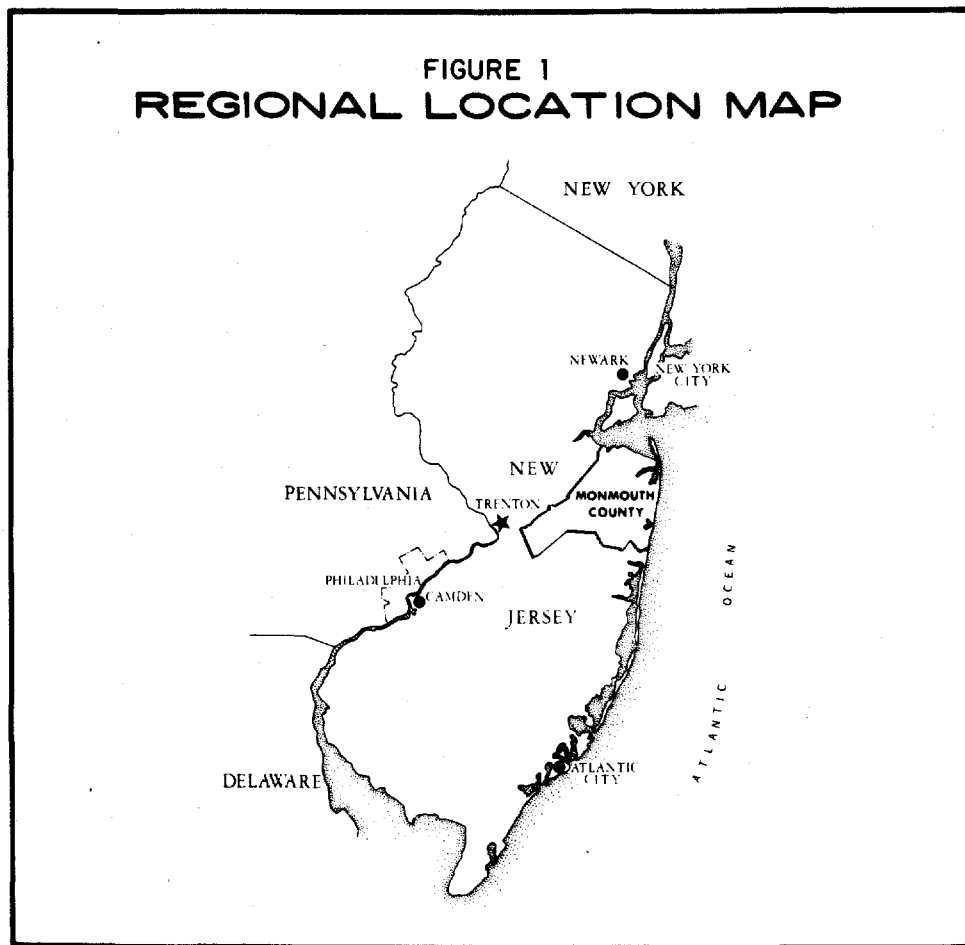 FIGURE 1
REGIONAL LOCATION MAP
NEW YORK
NEWARK
NEW YORK
CITY
NEW
PENNSYLVANIA
TRENTON
MONMOUTH
COUNTY
OCEAN
PHILADELPHIA
CAMDEN
JERSEY
ATLANTIC
ATLANTIC
CITY
DELAWARE